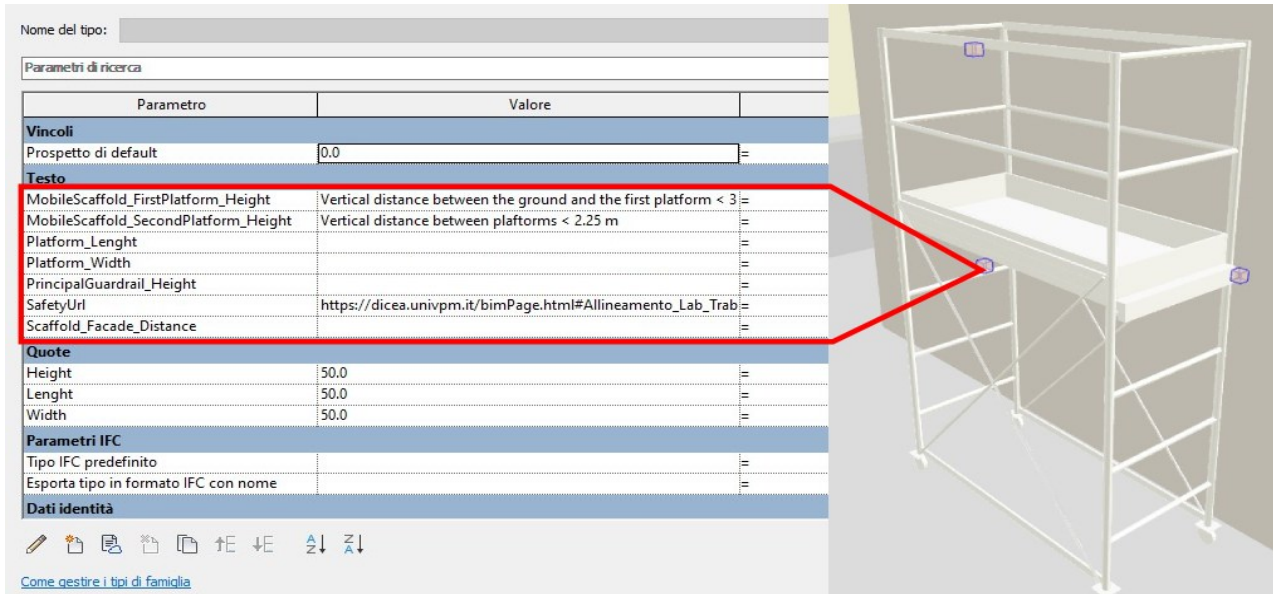 Nome del tipo:
Parametri di ricerca
Parametro Valore
Vincoli
Prospetto di default 0.0 =
Testo
MobileScaffold_FirstPlatform_Height Vertical distance between the ground and the first platform < 3 =
MobileScaffold_SecondPlatform_Height Vertical distance between plaftorms < 2.25 m =
Platform_Lenght =
Platform_Width =
PrincipalGuardrail_Height =
SafetyUrl https://dicea.univpm.it/bimPage.html#Allineamento_Lab_Trab =
Scaffold_Facade_Distance =
Quote
Height 50.0 =
Lenght 50.0 =
Width 50.0 =
Parametri IFC
Tipo IFC predefinito =
Esporta tipo in formato IFC con nome =
Dati identità
Come gestire i tipi di famiglia